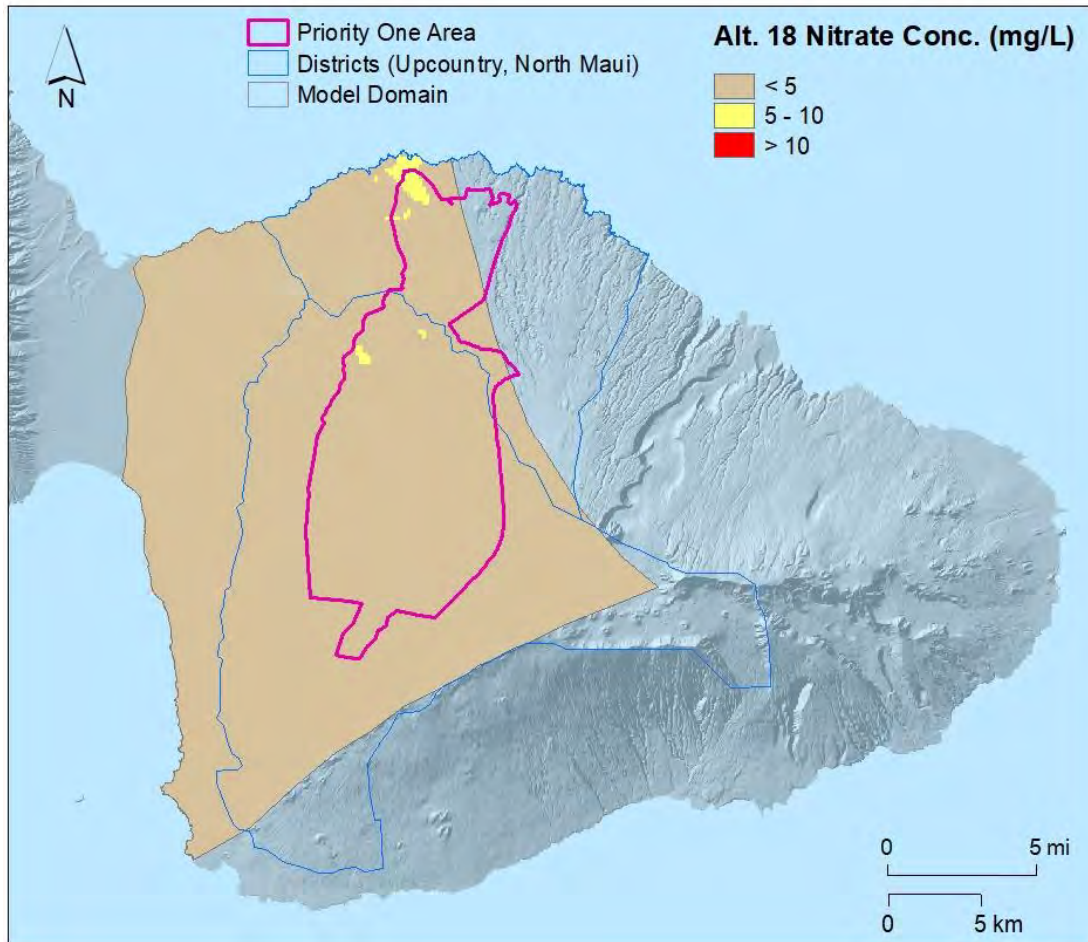 N
Priority One Area
Districts (Upcountry, North Maui)
Model Domain
Alt. 18 Nitrate Conc. (mg/L)
< 5
5 - 10
> 10
0 5 mi
0 5 km